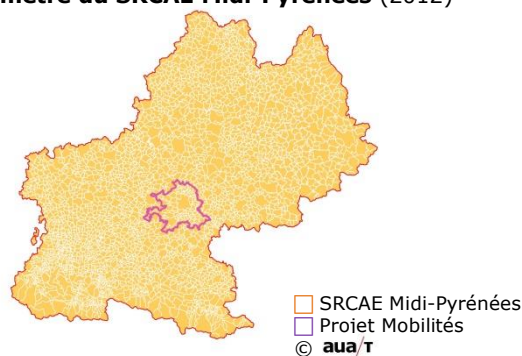 mètre du SRCAE Midi-Pyrénées (2012)
SRCAE Midi-Pyrénées
Projet Mobilités
© aua/T